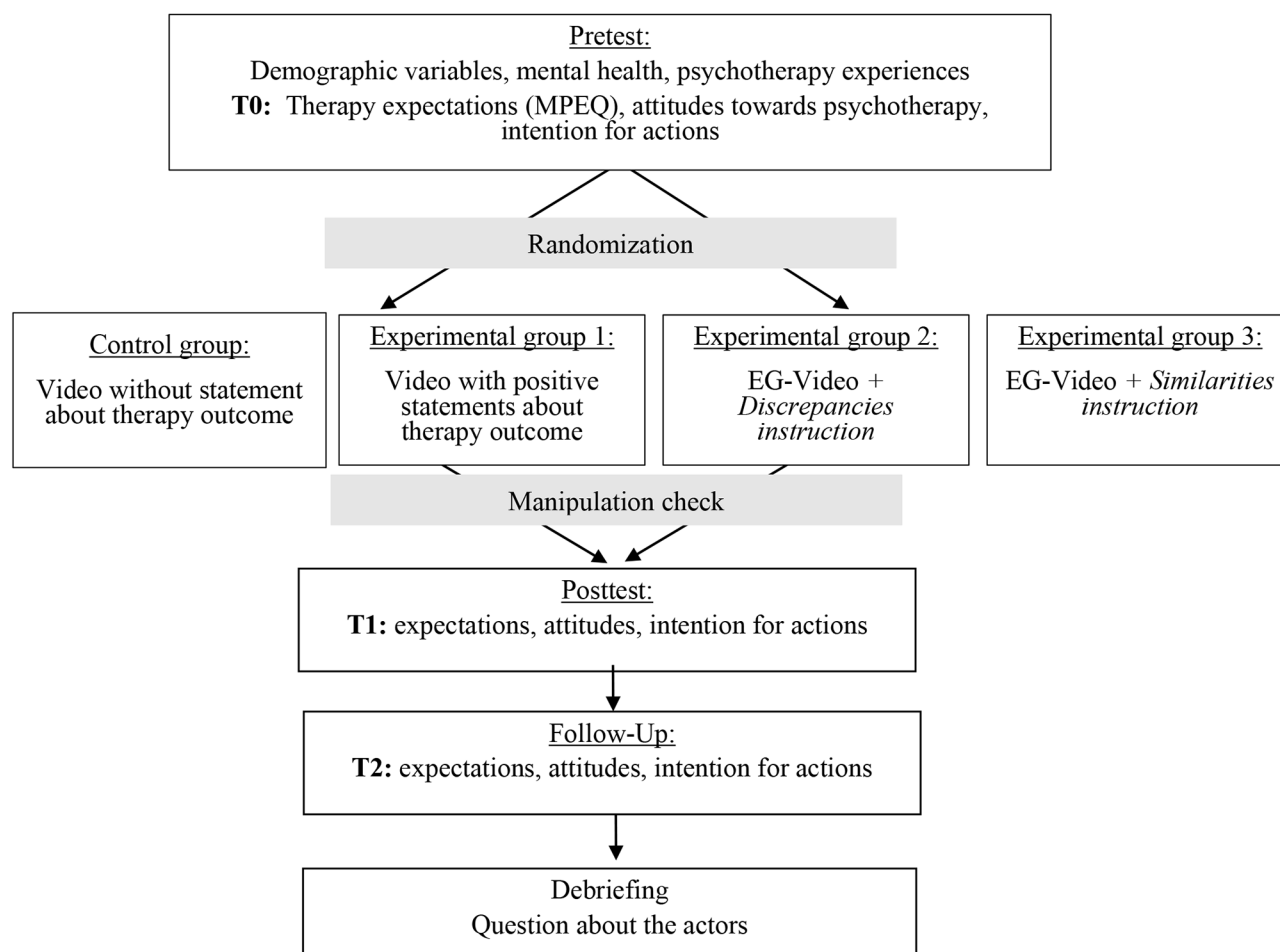 Pretest:
Demographic variables, mental health, psychotherapy experiences
T0: Therapy expectations (MPEQ), attitudes towards psychotherapy,
intention for actions
Randomization
Control group:
Video without statement
about therapy outcome
Experimental group 1:
Video with positive
statements about
therapy outcome
Experimental group 2:
EG-Video +
Discrepancies
instruction
Experimental group 3:
EG-Video + Similarities
instruction
Manipulation check
Posttest:
T1: expectations, attitudes, intention for actions
Follow-Up:
T2: expectations, attitudes, intention for actions
Debriefing
Question about the actors